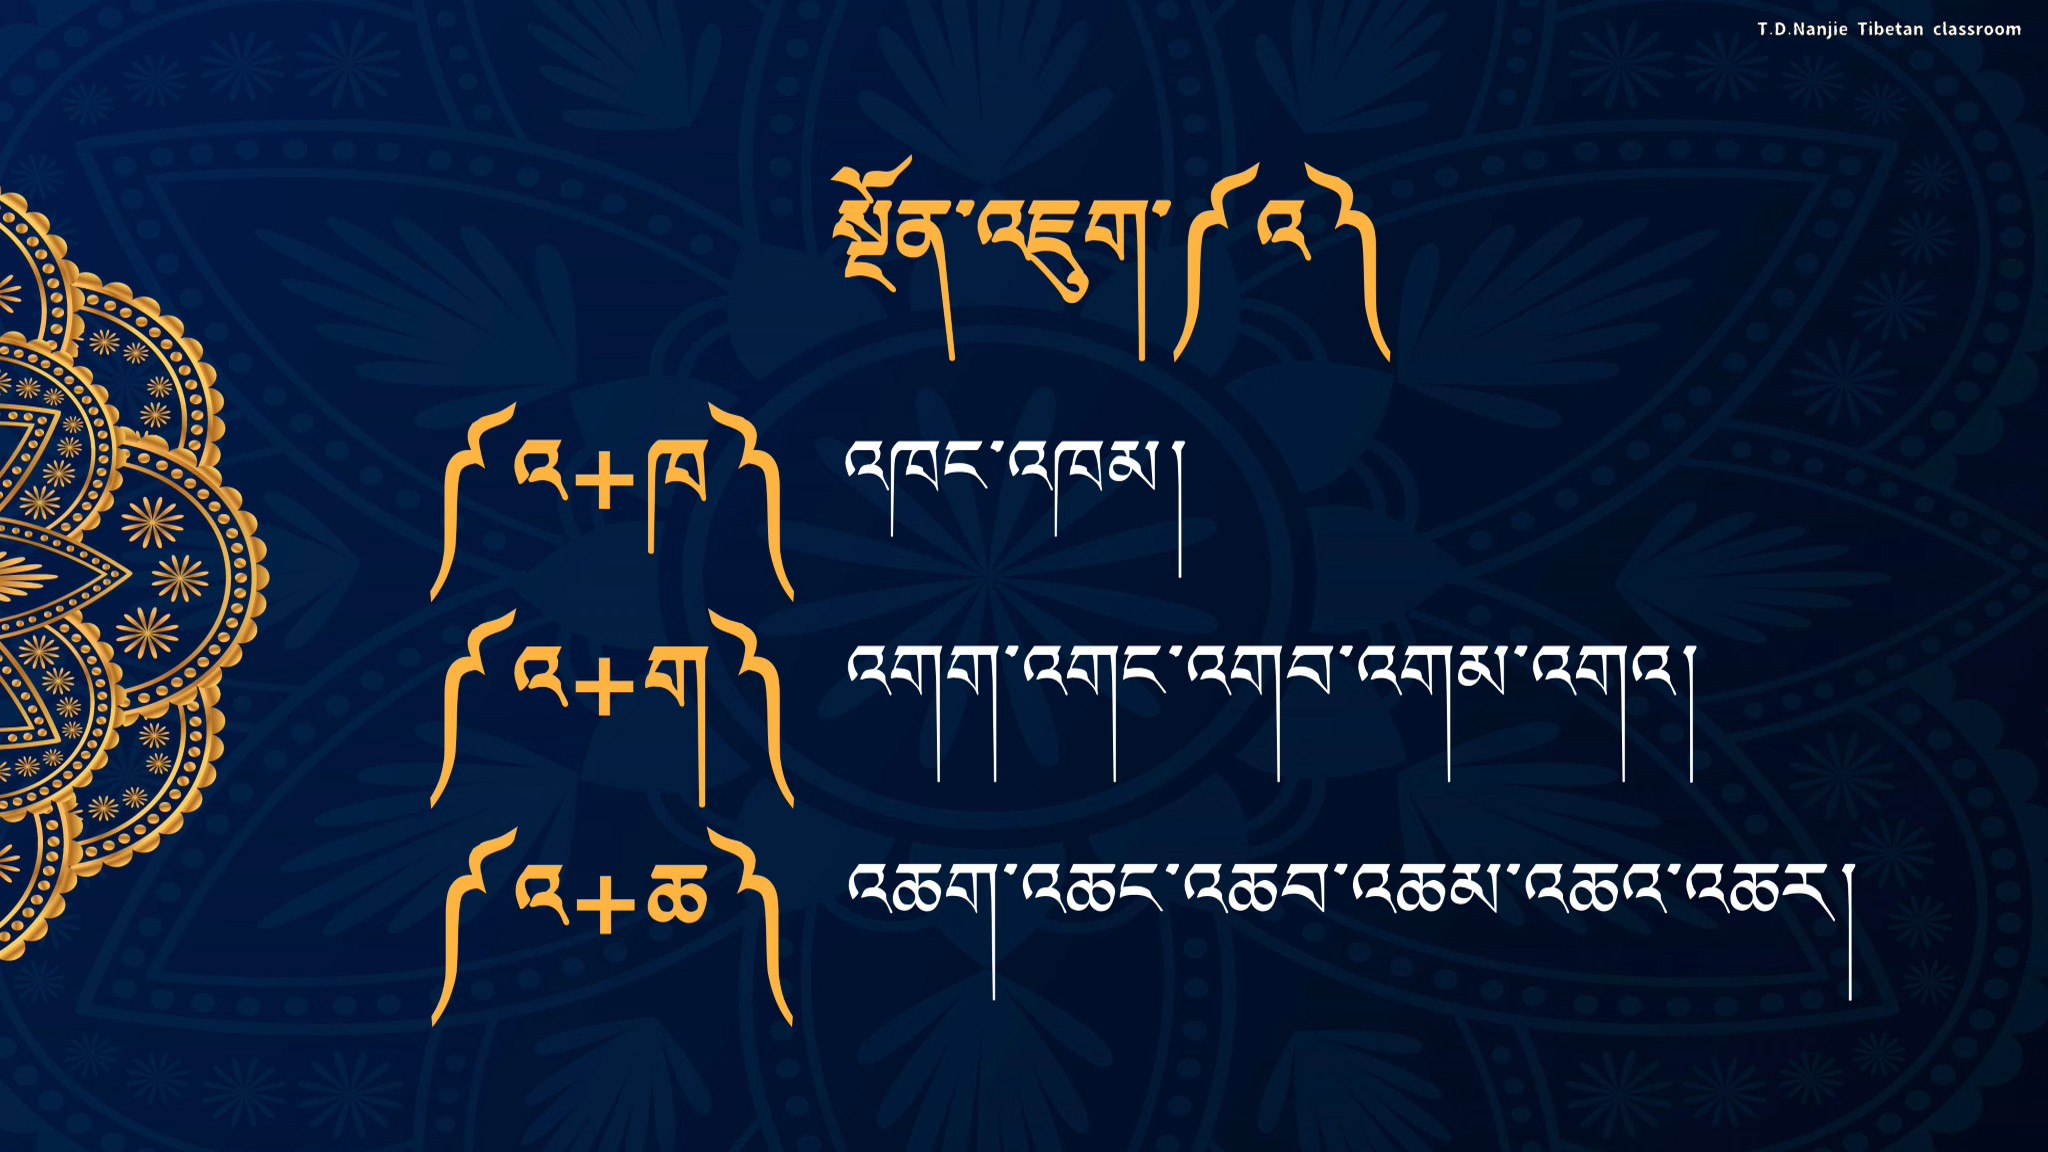 T.D.Nanjie Tibetan classroom
སྔོན་འཇུག་༼འ༽
༼འ+ཁ༽ འཁང་འཁམ།
༼འ+ག༽ འགག་འགང་འགབ་འགམ་འགའ།
༼འ+ཆ༽ འཆག་འཆང་འཆབ་འཆམ་འཆའ་འཆར།